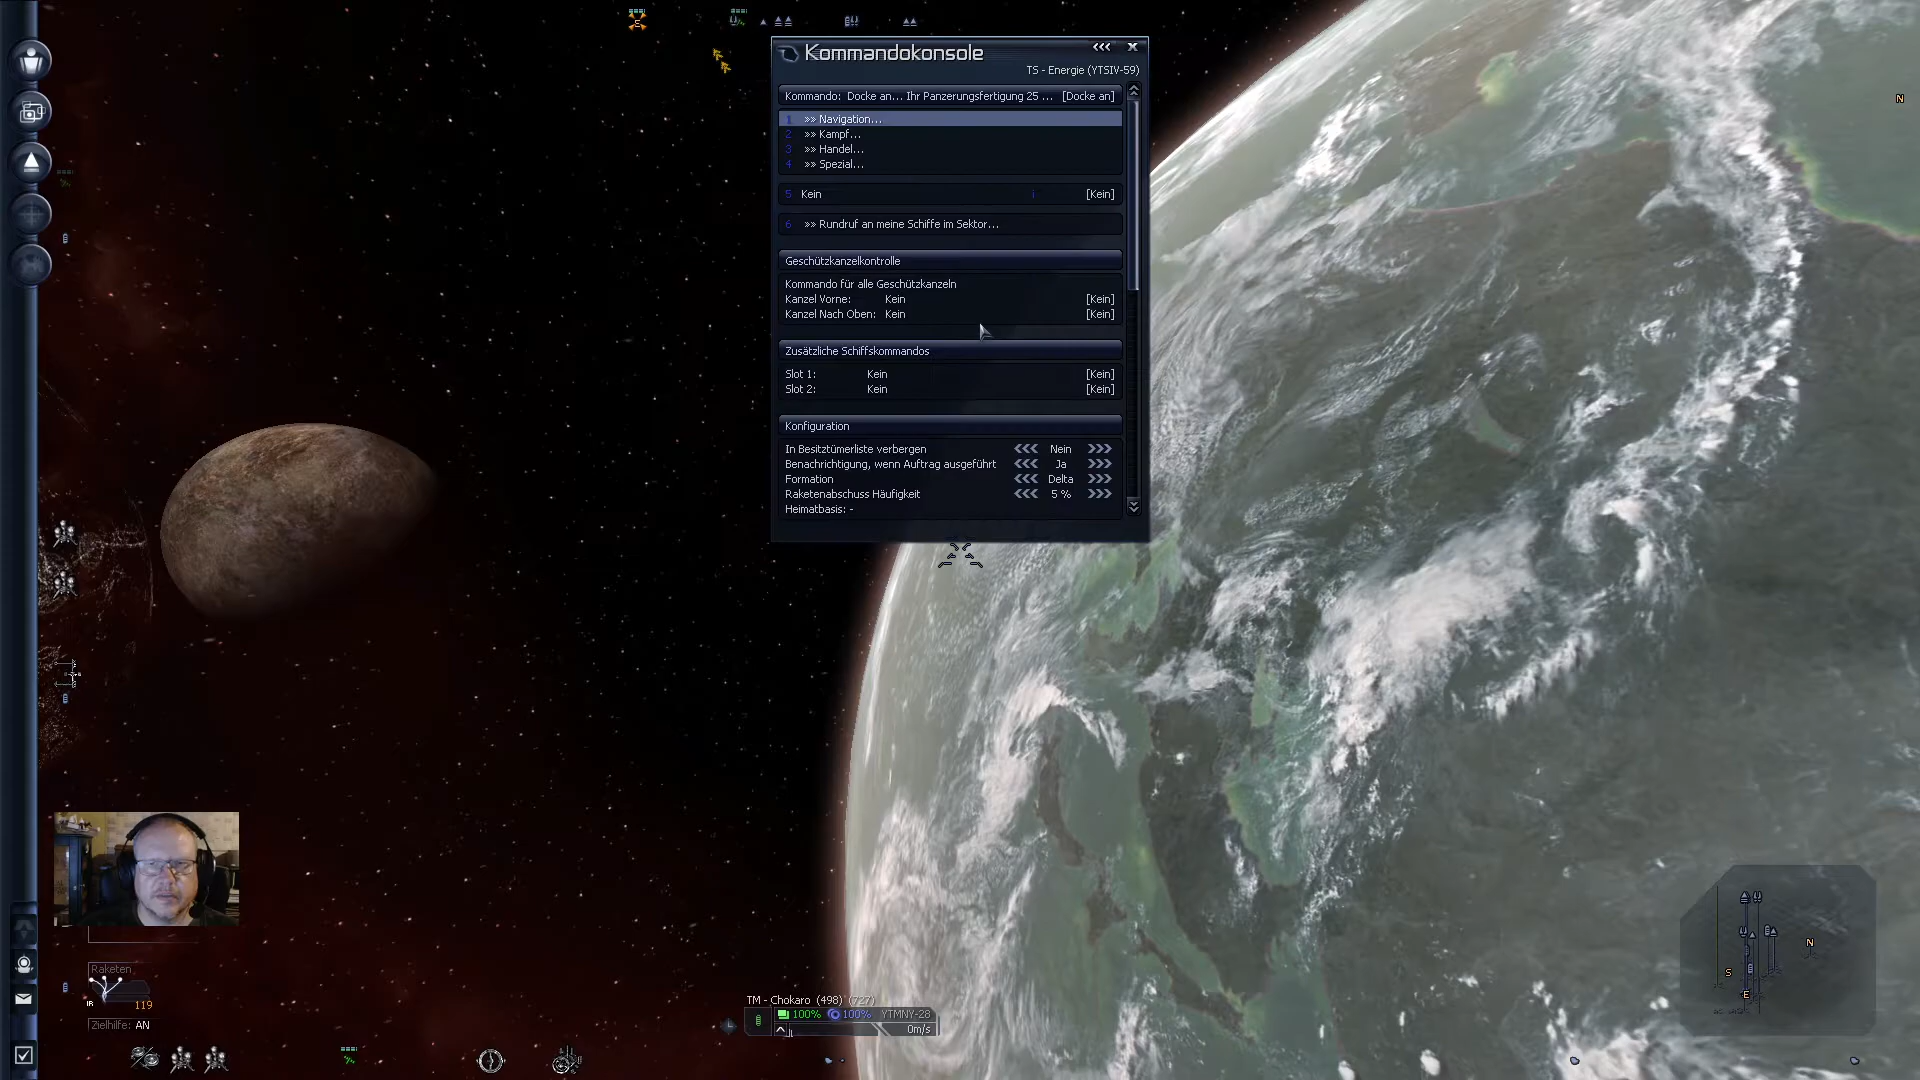 Kommandokonsole
TS - Energie (YTSIV-59)
Kommando: Docke an... Ihr Panzerungsfertigung 25 ... [Docke an]
1 »» Navigation...
2 »» Kampf...
3 »» Handel...
4 »» Spezial...
5 Kein i [Kein]
6 »» Rundruf an meine Schiffe im Sektor...
Geschützkanzelkontrolle
Kommando für alle Geschützkanzeln
Kanzel Vorne: Kein [Kein]
Kanzel Nach Oben: Kein [Kein]
Zusätzliche Schiffskommandos
Slot 1: Kein [Kein]
Slot 2: Kein [Kein]
Konfiguration
In Besitztümerliste verbergen Nein
Benachrichtigung, wenn Auftrag ausgeführt Ja
Formation Delta
Raketenabschuss Häufigkeit 5 %
Heimatbasis: -
N
Raketen
IR 119
Zielhilfe: AN
TM - Chokaro (498) (727)
100% 100% YTMNY-28
0m/s
N
S
E